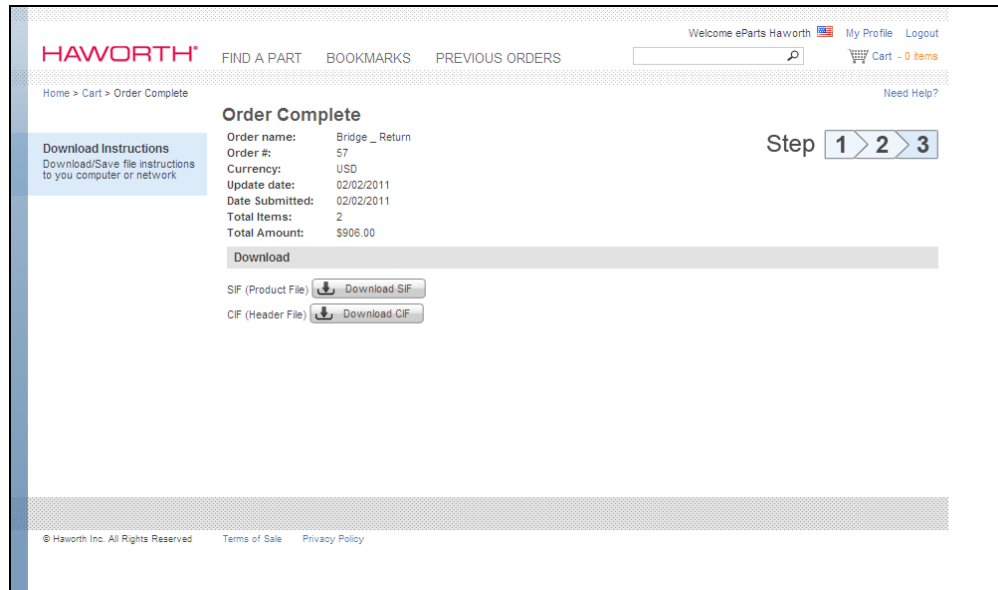 Welcome eParts Haworth My Profile Logout
HAWORTH®
FIND A PART BOOKMARKS PREVIOUS ORDERS
Cart - 0 items
Home > Cart > Order Complete
Need Help?
Order Complete
Download Instructions
Download/Save file instructions
to you computer or network
Order name: Bridge _ Return
Order #: 57
Currency: USD
Update date: 02/02/2011
Date Submitted: 02/02/2011
Total Items: 2
Total Amount: $906.00
Step 1 2 3
Download
SIF (Product File) Download SIF
CIF (Header File) Download CIF
© Haworth Inc. All Rights Reserved Terms of Sale Privacy Policy